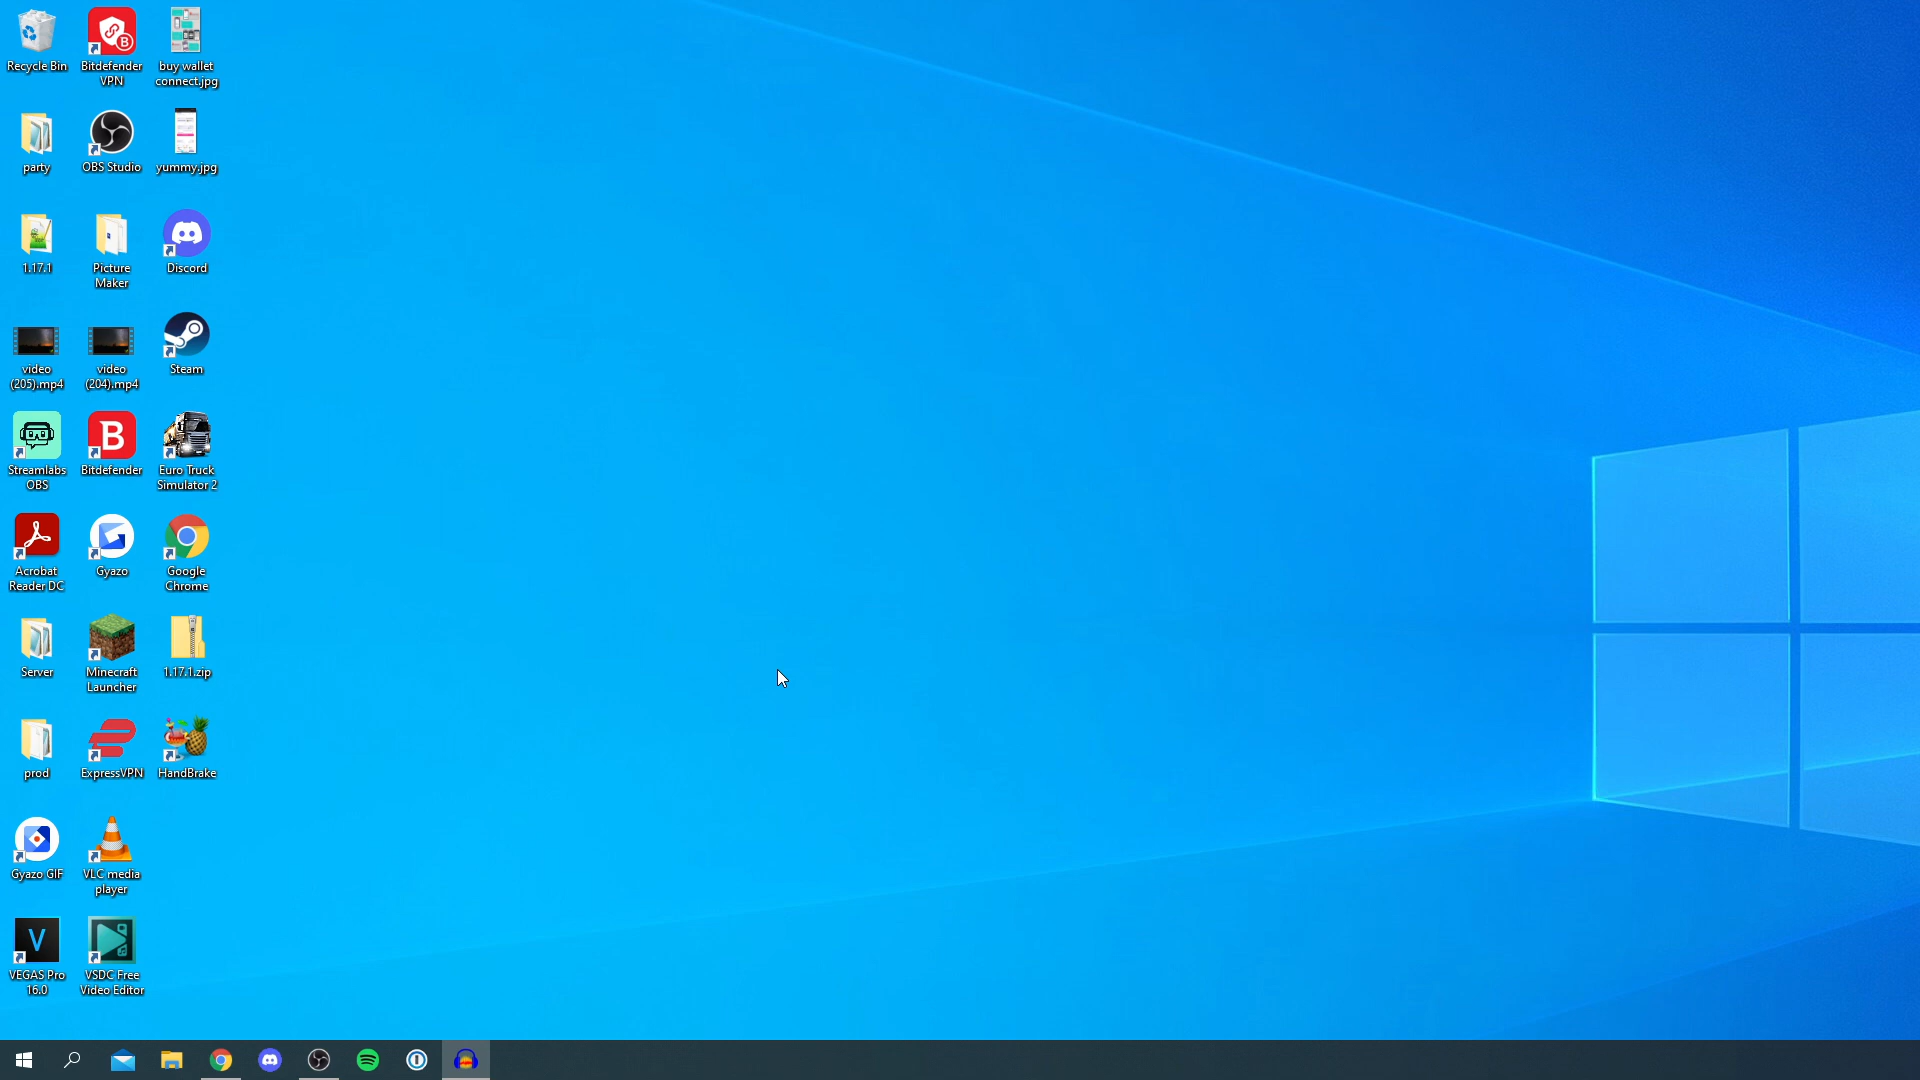 Recycle Bin
Bitdefender
VPN
buy wallet
connect.jpg
party
OBS Studio
yummy.jpg
1.17.1
Picture
Maker
Discord
video
(205).mp4
video
(204).mp4
Steam
Streamlabs
OBS
Bitdefender
Euro Truck
Simulator 2
Acrobat
Reader DC
Gyazo
Google
Chrome
Server
Minecraft
Launcher
1.17.1.zip
prod
ExpressVPN
HandBrake
Gyazo GIF
VLC media
player
VEGAS Pro
16.0
VSDC Free
Video Editor